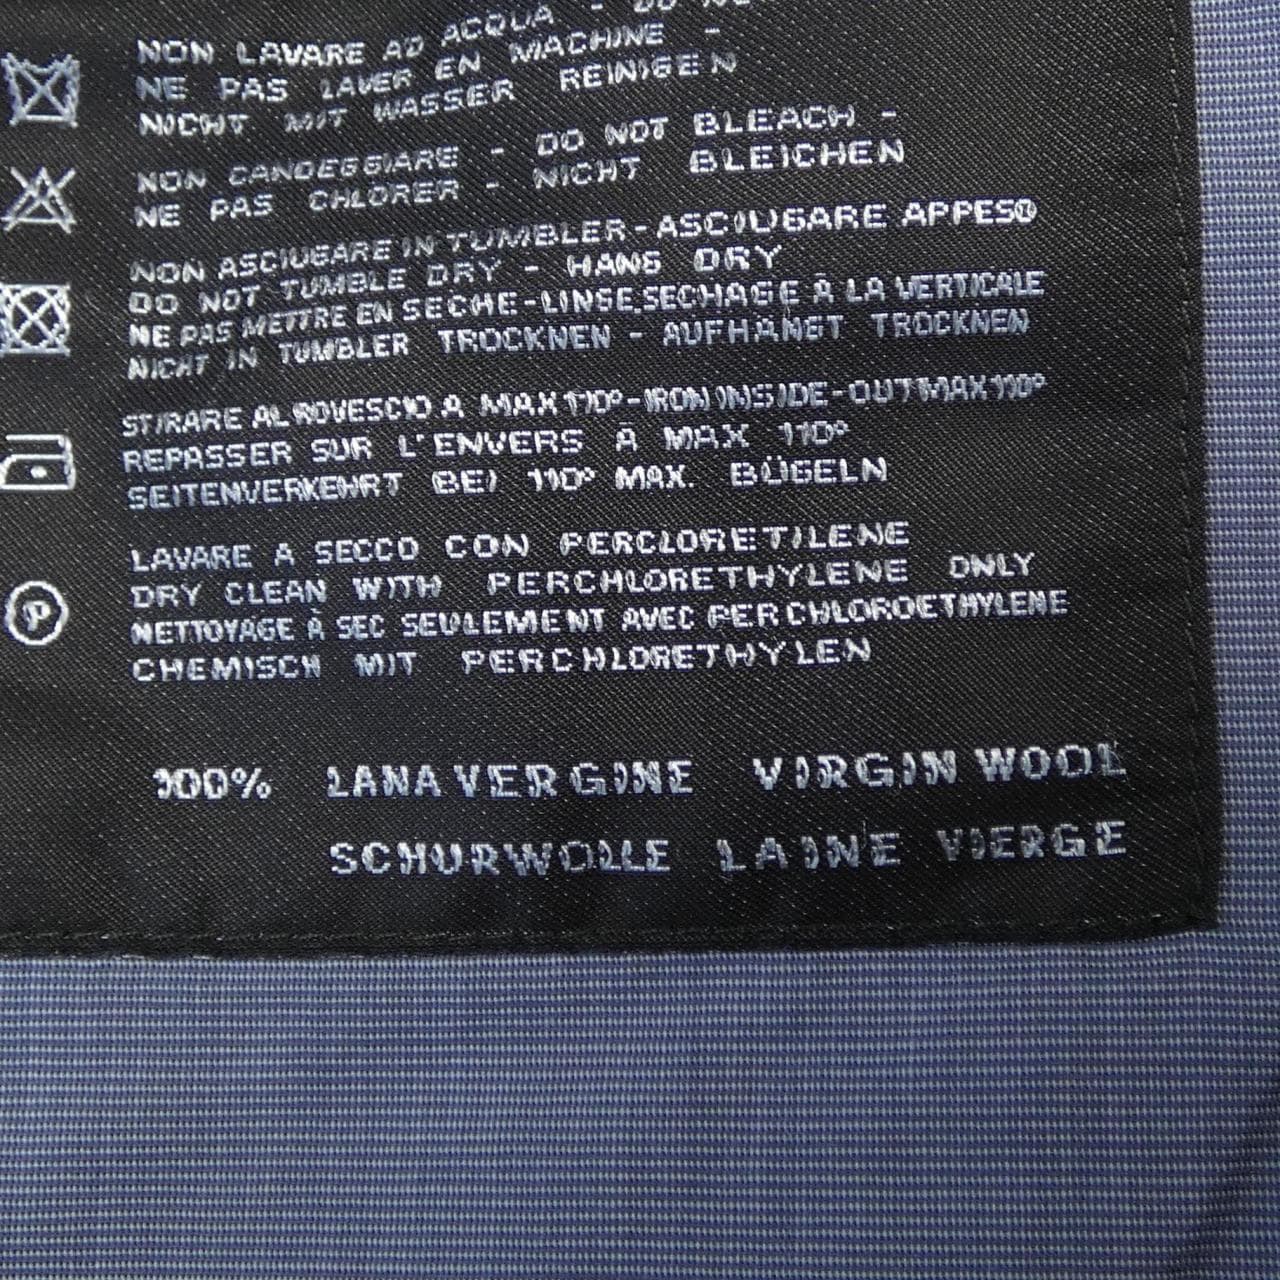 NON LAVARE AD ACQUA - DO
NE PAS LAVER EN MACHINE -
NICHT MIT WASSER REINIGEN
NON CANDEGGIARE - DO NOT BLEACH -
NE PAS CHLORER - NICHT BLEICHEN
NON ASCIUGARE IN TUMBLER-ASCIUGARE APPESO
DO NOT TUMBLE DRY - HANG DRY
NE PAS METTRE EN SECHE-LINGE,SECHAGE À LA VERTICALE
NICHT IN TUMBLER TROCKNEN - AUFHÄNGT TROCKNEN
STIRARE AL ROVESCIO A MAX 110°-IRON INSIDE-OUT MAX 110°
REPASSER SUR L'ENVERS À MAX 110°
SEITENVERKEHRT BEI 110° MAX. BÜGELN
LAVARE A SECCO CON PERCLORETILENE
DRY CLEAN WITH PERCHLORETHYLENE ONLY
NETTOYAGE À SEC SEULEMENT AVEC PERCHLOROETHYLENE
CHEMISCH MIT PERCHLORETHYLEN
P
100% LANA VERGINE VIRGIN WOOL
SCHURWOLLE LAINE VIERGE